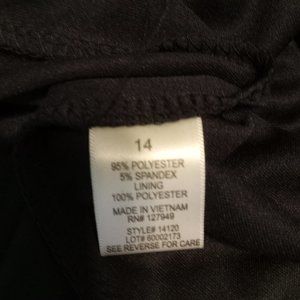 14
95% POLYESTER
5% SPANDEX
LINING
100% POLYESTER
MADE IN VIETNAM
RN# 127949
STYLE# 14120
LOT# 60002173
SEE REVERSE FOR CARE